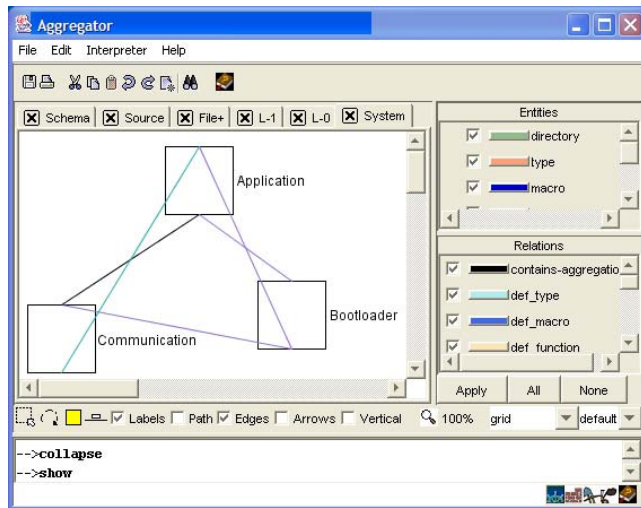 Aggregator
File Edit Interpreter Help
Schema Source File+ L-1 L-0 System
Entities
directory
type
macro
Application
Bootloader
Communication
Relations
contains-aggregatio
def_type
def_macro
def_function
Apply All None
Labels Path Edges Arrows Vertical 100% grid default
-->collapse
-->show